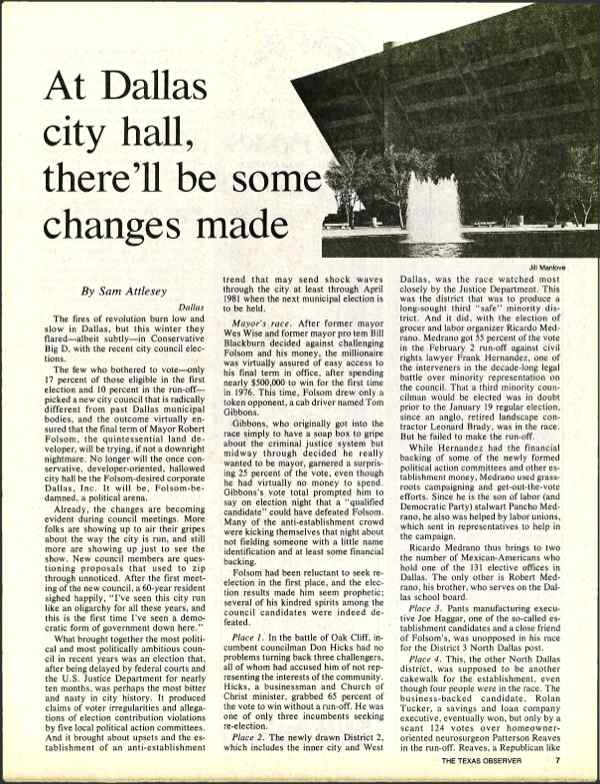 At Dallas
city hall,
there'll be some
changes made
Jill Manlove
By Sam Attlesey
Dallas
The fires of revolution burn low and
slow in Dallas, but this winter they
flared—albeit subtly—in Conservative
Big D, with the recent city council elec-
tions.
The few who bothered to vote—only
17 percent of those eligible in the first
election and 10 percent in the run-off—
picked a new city council that is radically
different from past Dallas municipal
bodies, and the outcome virtually en-
sured that the final term of Mayor Robert
Folsom, the quintessential land de-
veloper, will be trying, if not a downright
nightmare. No longer will the once con-
servative, developer-oriented, hallowed
city hall be the Folsom-desired corporate
Dallas, Inc. It will be, Folsom-be-
damned, a political arena.
Already, the changes are becoming
evident during council meetings. More
folks are showing up to air their gripes
about the way the city is run, and still
more are showing up just to see the
show. New council members are ques-
tioning proposals that used to zip
through unnoticed. After the first meet-
ing of the new council, a 60-year resident
sighed happily, "I've seen this city run
like an oligarchy for all these years, and
this is the first time I've seen a demo-
cratic form of government down here."
What brought together the most politi-
cal and most politically ambitious coun-
cil in recent years was an election that,
after being delayed by federal courts and
the U.S. Justice Department for nearly
ten months, was perhaps the most bitter
and nasty in city history. It produced
claims of voter irregularities and allega-
tions of election contribution violations
by five local political action committees.
And it brought about upsets and the es-
tablishment of an anti-establishment
trend that may send shock waves
through the city at least through April
1981 when the next municipal election is
to be held.
Mayor's race. After former mayor
Wes Wise and former mayor pro tem Bill
Blackburn decided against challenging
Folsom and his money, the millionaire
was virtually assured of easy access to
his final term in office, after spending
nearly $500,000 to win for the first time
in 1976. This time, Folsom drew only a
token opponent, a cab driver named Tom
Gibbons.
Gibbons, who originally got into the
race simply to have a soap box to gripe
about the criminal justice system but
midway through decided he really
wanted to be mayor, garnered a surpris-
ing 25 percent of the vote, even though
he had virtually no money to spend.
Gibbons's vote total prompted him to
say on election night that a "qualified
candidate" could have defeated Folsom.
Many of the anti-establishment crowd
were kicking themselves that night about
not fielding someone with a little name
identification and at least some financial
backing.
Folsom had been reluctant to seek re-
election in the first place, and the elec-
tion results made him seem prophetic;
several of his kindred spirits among the
council candidates were indeed de-
feated.
Place 1. In the battle of Oak Cliff, in-
cumbent councilman Don Hicks had no
problems turning back three challengers,
all of whom had accused him of not rep-
resenting the interests of the community.
Hicks, a businessman and Church of
Christ minister, grabbed 65 percent of
the vote to win without a run-off. He was
one of only three incumbents seeking
re-election.
Place 2. The newly drawn District 2,
which includes the inner city and West
Dallas, was the race watched most
closely by the Justice Department. This
was the district that was to produce a
long-sought third "safe" minority dis-
trict. And it did, with the election of
grocer and labor organizer Ricardo Med-
rano. Medrano got 55 percent of the vote
in the February 2 run-off against civil
rights lawyer Frank Hernandez, one of
the interveners in the decade-long legal
battle over minority representation on
the council. That a third minority coun-
cilman would be elected was in doubt
prior to the January 19 regular election,
since an anglo, retired landscape con-
tractor Leonard Brady, was in the race.
But he failed to make the run-off.
While Hernandez had the financial
backing of some of the newly formed
political action committees and other es-
tablishment money, Medrano used grass-
roots campaigning and get-out-the-vote
efforts. Since he is the son of labor (and
Democratic Party) stalwart Pancho Med-
rano, he also was helped by labor unions,
which sent in representatives to help in
the campaign.
Ricardo Medrano thus brings to two
the number of Mexican-Americans who
hold one of the 131 elective offices in
Dallas. The only other is Robert Med-
rano, his brother, who serves on the Dal-
las school board.
Place 3. Pants manufacturing execu-
tive Joe Haggar, one of the so-called es-
tablishment candidates and a close friend
of Folsom's, was unopposed in his race
for the District 3 North Dallas post.
Place 4. This, the other North Dallas
district, was supposed to be another
cakewalk for the establishment, even
though four people were in the race. The
business-backed candidate, Rolan
Tucker, a savings and loan company
executive, eventually won, but only by a
scant 124 votes over homeowner-
oriented neurosurgeon Patterson Reaves
in the run-off. Reaves, a Republican like
THE TEXAS OBSERVER 7